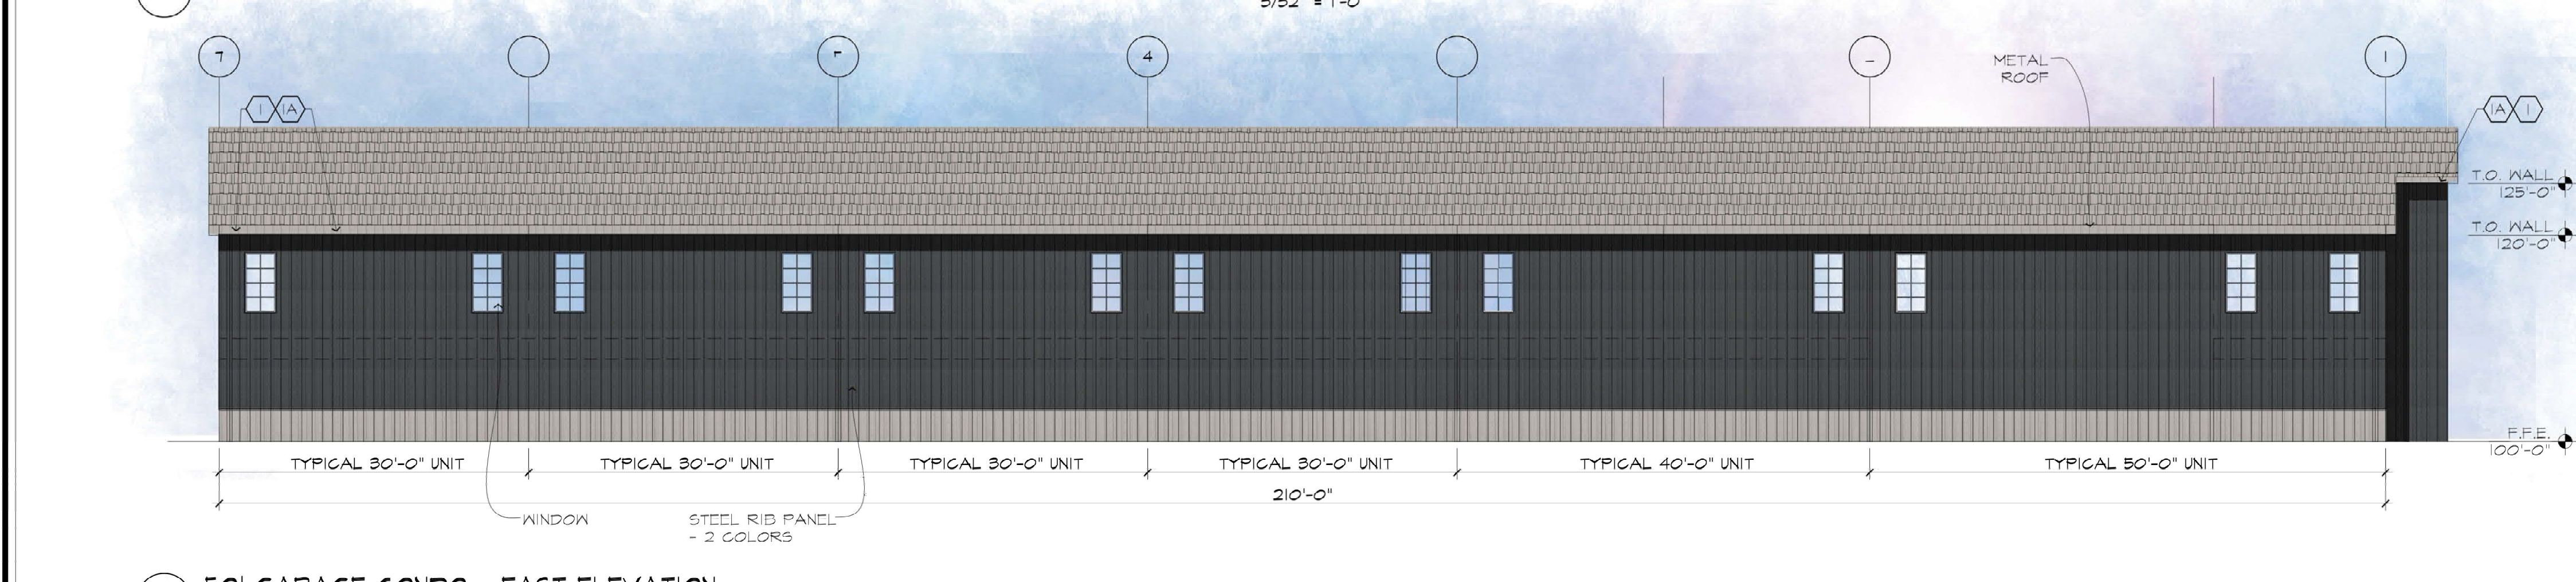 7
4
1
METAL
ROOF
1 1A
1A 1
T.O. WALL
125'-0"
T.O. WALL
120'-0"
F.F.E.
100'-0"
TYPICAL 30'-0" UNIT
TYPICAL 30'-0" UNIT
TYPICAL 30'-0" UNIT
TYPICAL 30'-0" UNIT
TYPICAL 40'-0" UNIT
TYPICAL 50'-0" UNIT
210'-0"
WINDOW
STEEL RIB PANEL
- 2 COLORS